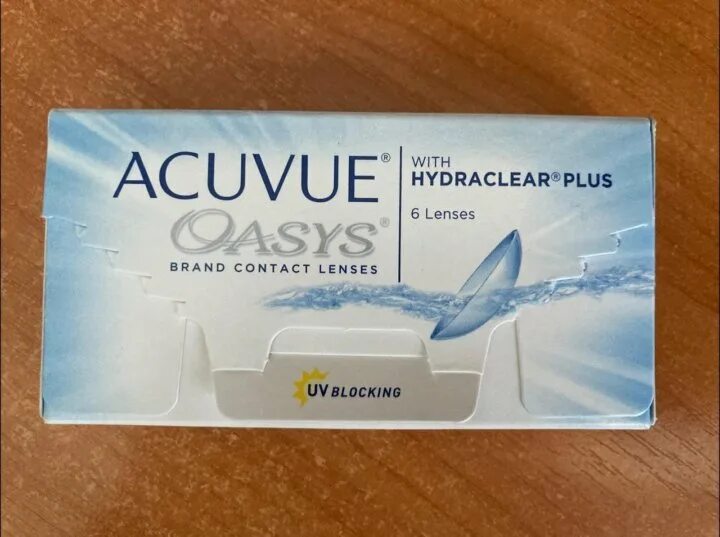 ACUVUE®
OASYS®
BRAND CONTACT LENSES
WITH
HYDRACLEAR® PLUS
6 Lenses
UV BLOCKING